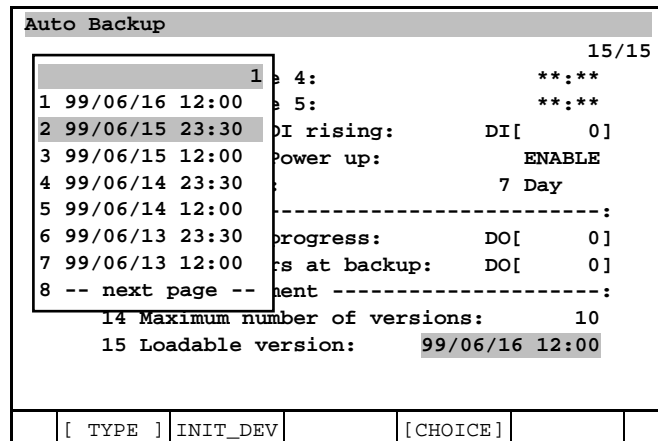 Auto Backup
15/15
1 e 4: **:**
1 99/06/16 12:00 e 5: **:**
2 99/06/15 23:30 DI rising: DI[ 0]
3 99/06/15 12:00 Power up: ENABLE
4 99/06/14 23:30 : 7 Day
5 99/06/14 12:00 -------------------------:
6 99/06/13 23:30 progress: DO[ 0]
7 99/06/13 12:00 rs at backup: DO[ 0]
8 -- next page -- ment --------------------:
14 Maximum number of versions: 10
15 Loadable version: 99/06/16 12:00
[ TYPE ] INIT_DEV [CHOICE]